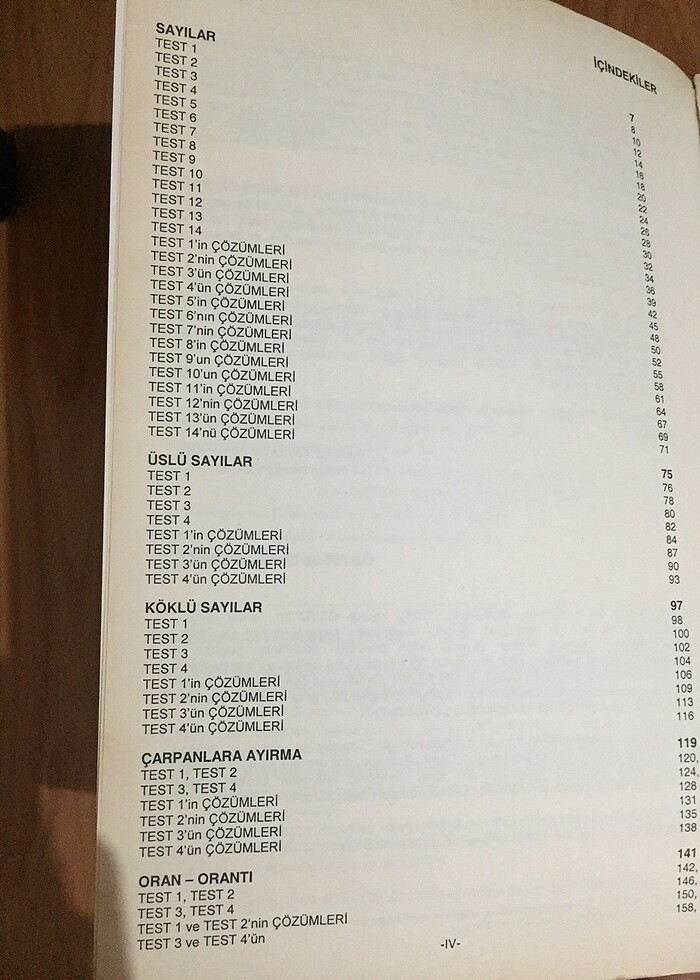 İÇİNDEKİLER
SAYILAR 7
TEST 1 8
TEST 2 10
TEST 3 12
TEST 4 14
TEST 5 16
TEST 6 18
TEST 7 20
TEST 8 22
TEST 9 24
TEST 10 26
TEST 11 28
TEST 12 30
TEST 13 32
TEST 14 34
TEST 1'in ÇÖZÜMLERİ 36
TEST 2'nin ÇÖZÜMLERİ 39
TEST 3'ün ÇÖZÜMLERİ 42
TEST 4'ün ÇÖZÜMLERİ 45
TEST 5'in ÇÖZÜMLERİ 48
TEST 6'nın ÇÖZÜMLERİ 50
TEST 7'nin ÇÖZÜMLERİ 52
TEST 8'in ÇÖZÜMLERİ 55
TEST 9'un ÇÖZÜMLERİ 58
TEST 10'un ÇÖZÜMLERİ 61
TEST 11'in ÇÖZÜMLERİ 64
TEST 12'nin ÇÖZÜMLERİ 67
TEST 13'ün ÇÖZÜMLERİ 69
TEST 14'nü ÇÖZÜMLERİ 71
ÜSLÜ SAYILAR 75
TEST 1 76
TEST 2 78
TEST 3 80
TEST 4 82
TEST 1'in ÇÖZÜMLERİ 84
TEST 2'nin ÇÖZÜMLERİ 87
TEST 3'ün ÇÖZÜMLERİ 90
TEST 4'ün ÇÖZÜMLERİ 93
KÖKLÜ SAYILAR 97
TEST 1 98
TEST 2 100
TEST 3 102
TEST 4 104
TEST 1'in ÇÖZÜMLERİ 106
TEST 2'nin ÇÖZÜMLERİ 109
TEST 3'ün ÇÖZÜMLERİ 113
TEST 4'ün ÇÖZÜMLERİ 116
ÇARPANLARA AYIRMA 119
TEST 1, TEST 2 120,
TEST 3, TEST 4 124,
TEST 1'in ÇÖZÜMLERİ 128
TEST 2'nin ÇÖZÜMLERİ 131
TEST 3'ün ÇÖZÜMLERİ 135
TEST 4'ün ÇÖZÜMLERİ 138
ORAN – ORANTI 141
TEST 1, TEST 2 142,
TEST 3, TEST 4 146,
TEST 1 ve TEST 2'nin ÇÖZÜMLERİ 150,
TEST 3 ve TEST 4'ün 158,
-IV-